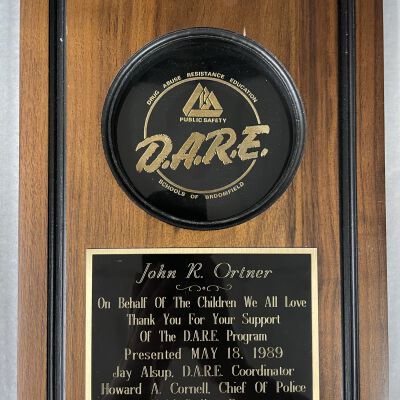 DRUG ABUSE RESISTANCE EDUCATION
PUBLIC SAFETY
D.A.R.E.
SCHOOLS OF BROOMFIELD
John R. Ortner
On Behalf Of The Children We All Love
Thank You For Your Support
Of The D.A.R.E. Program
Presented MAY 18, 1989
Jay Alsup, D.A.R.E. Coordinator
Howard A. Cornell, Chief Of Police